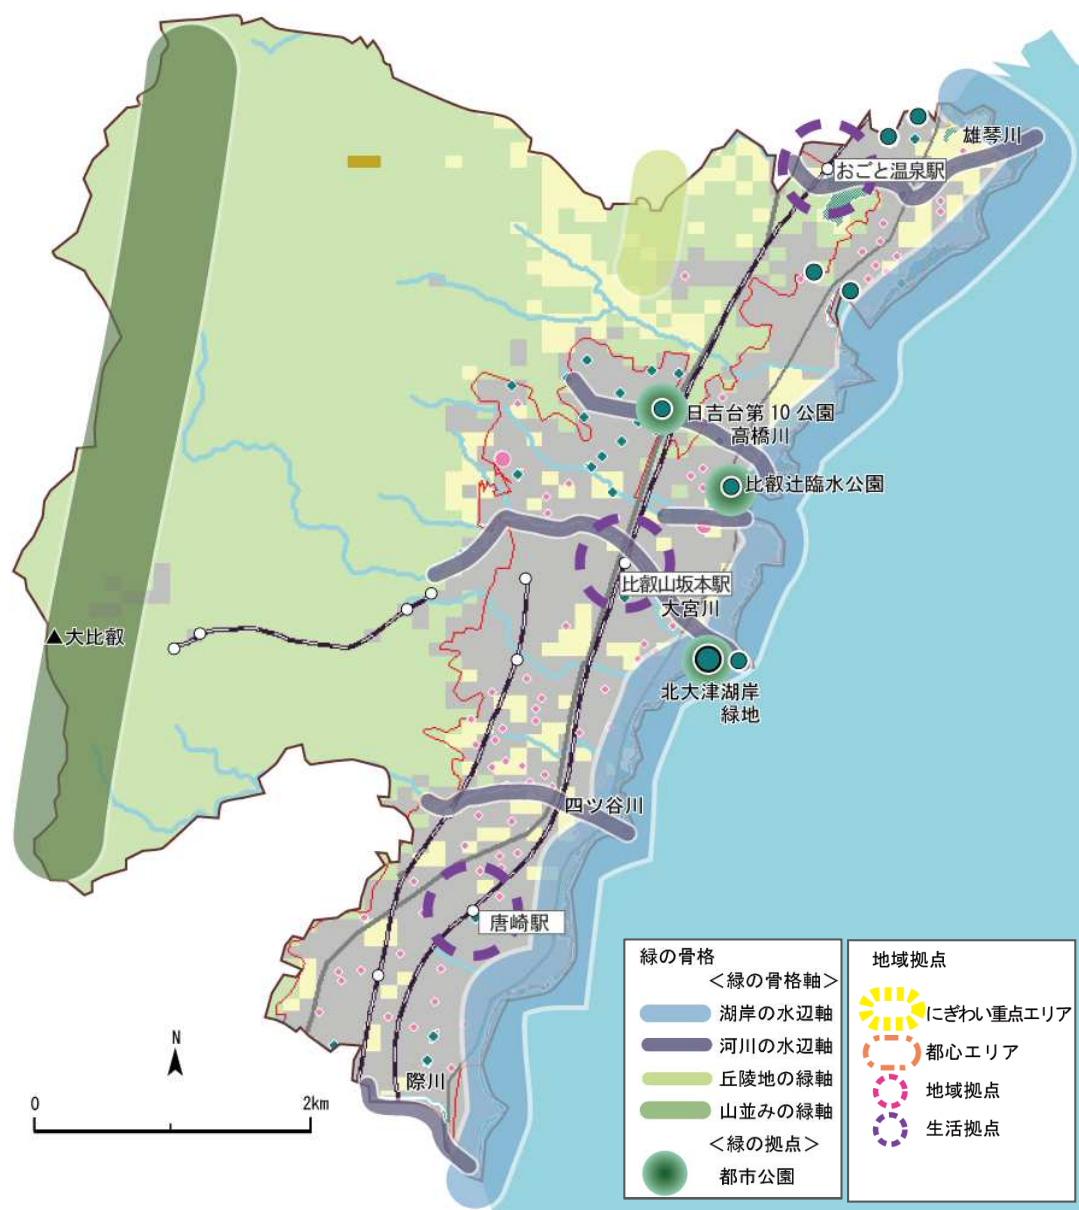 雄琴川
おごと温泉駅
日吉台第 10 公園
高橋川
比叡辻臨水公園
比叡山坂本駅
大宮川
▲大比叡
北大津湖岸
緑地
四ツ谷川
唐崎駅
際川
N
0 2km
緑の骨格
＜緑の骨格軸＞
湖岸の水辺軸
河川の水辺軸
丘陵地の緑軸
山並みの緑軸
＜緑の拠点＞
都市公園
地域拠点
にぎわい重点エリア
都心エリア
地域拠点
生活拠点